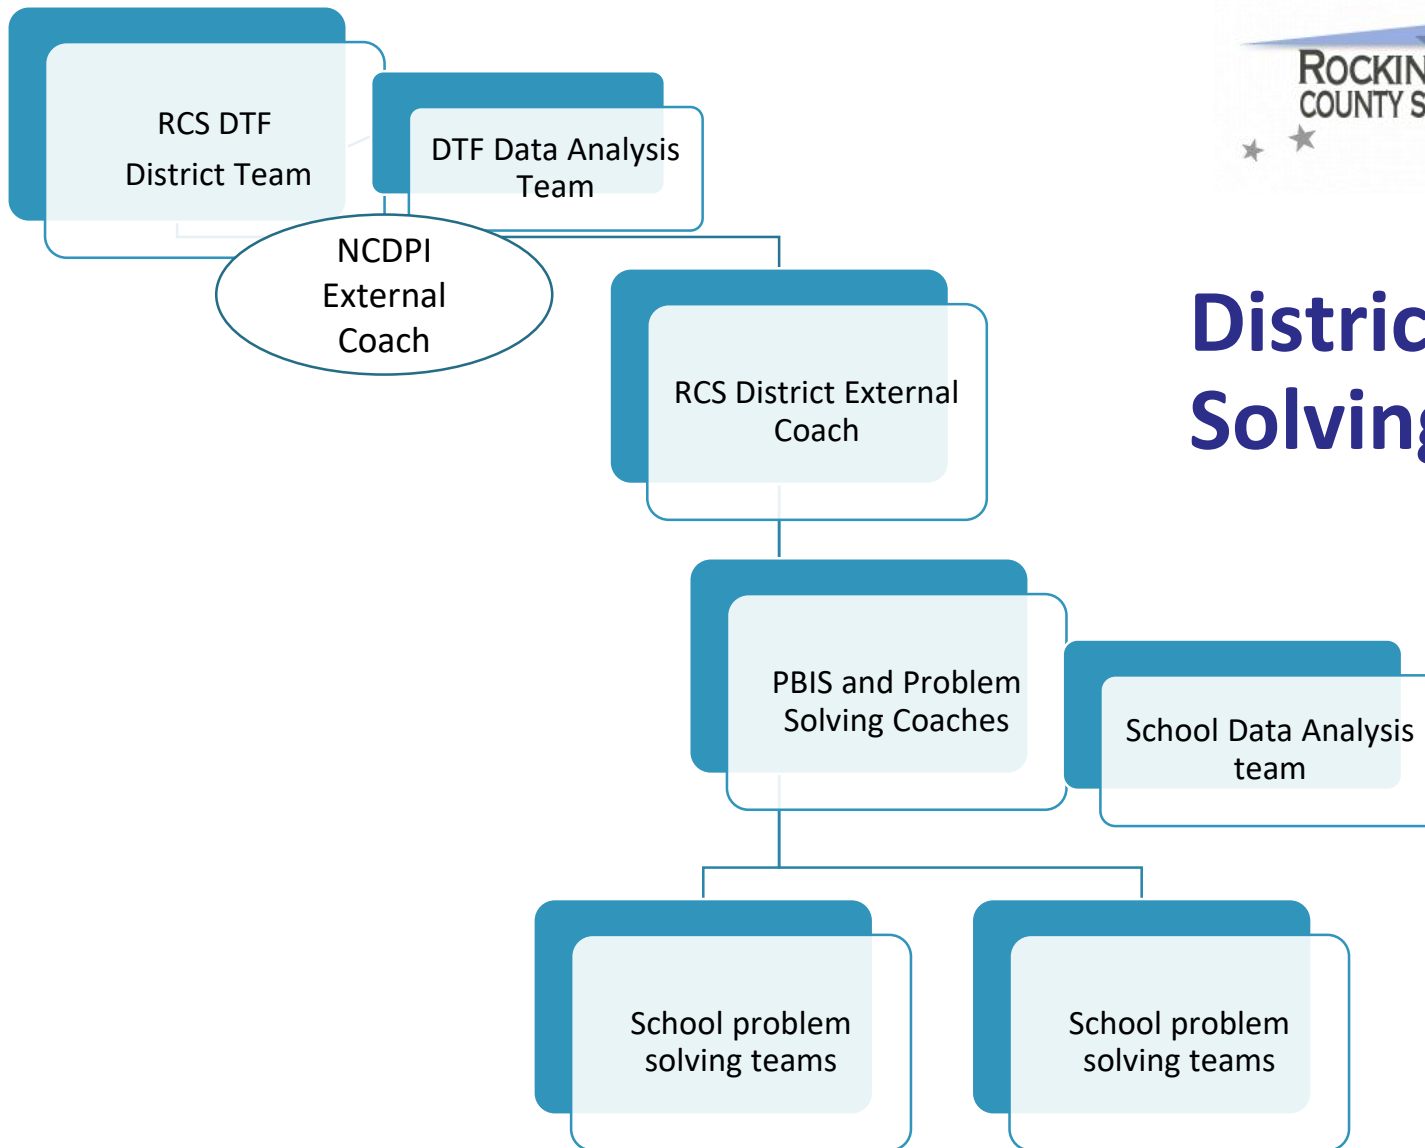 RCS DTF
District Team
DTF Data Analysis
Team
NCDPI
External
Coach
RCS District External
Coach
PBIS and Problem
Solving Coaches
School Data Analysis
team
School problem
solving teams
School problem
solving teams
COUNTY